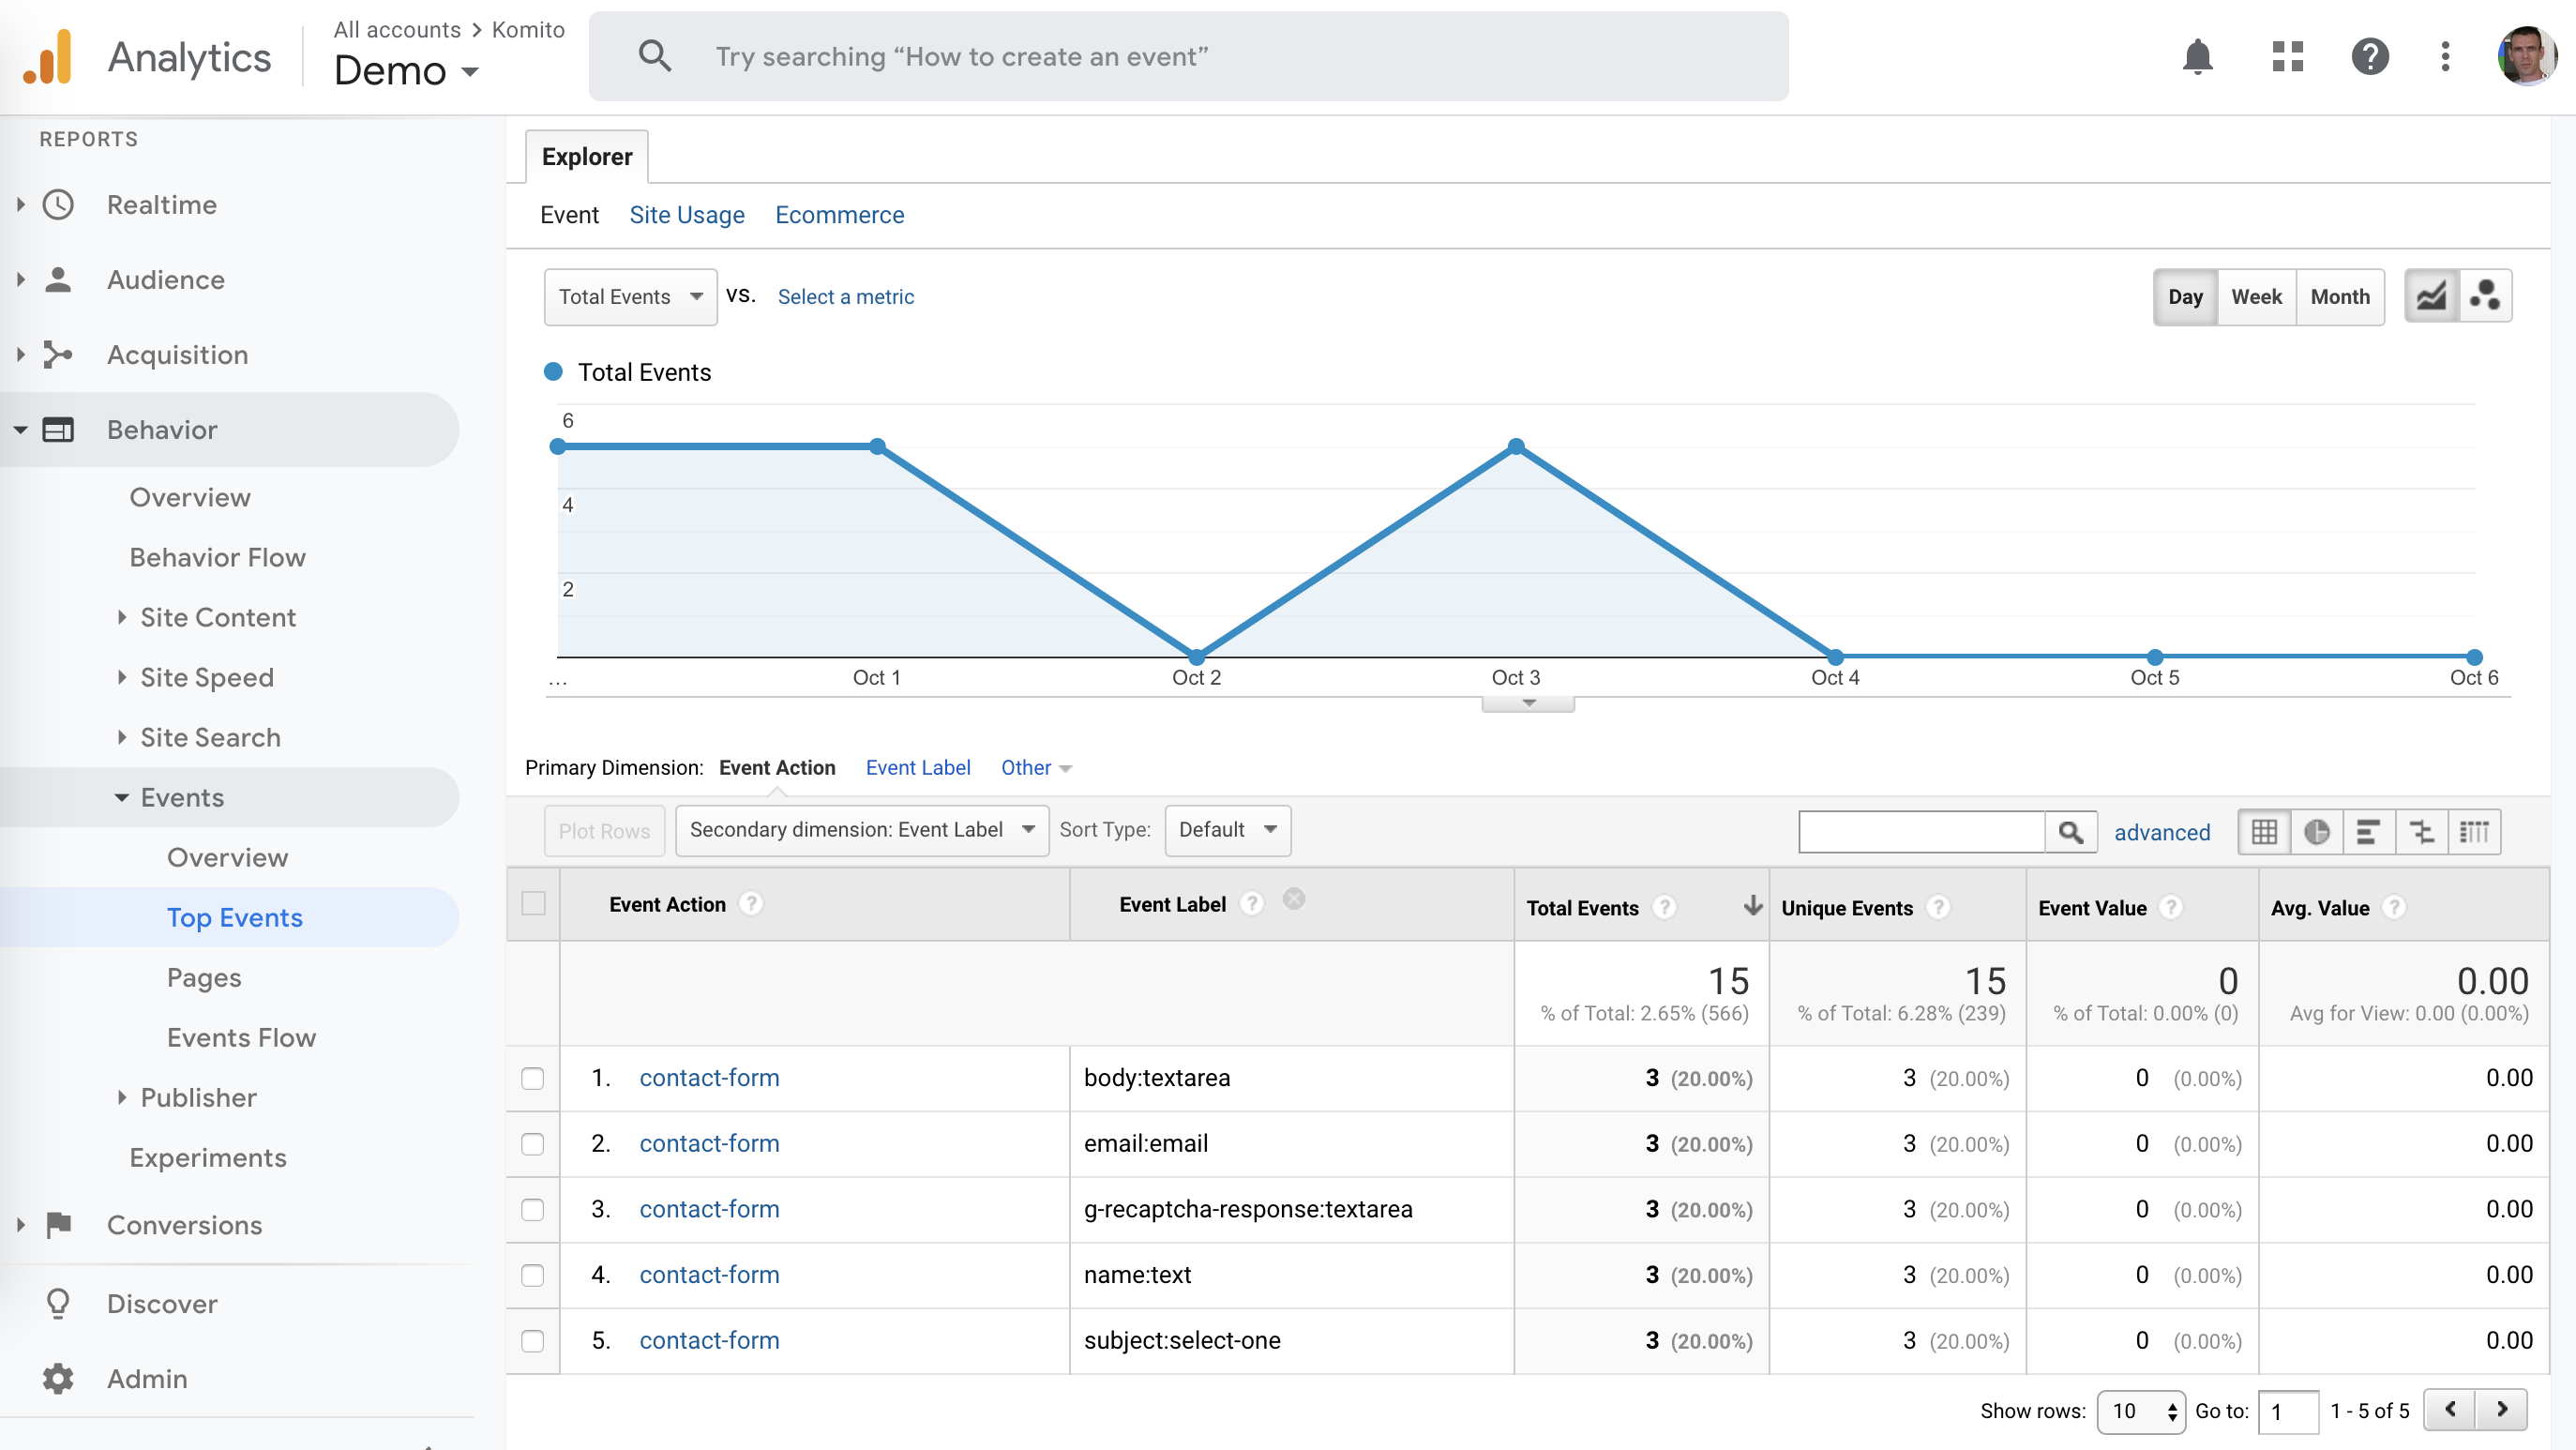 Analytics
All accounts > Komito
Demo
Try searching “How to create an event”
REPORTS
Realtime
Audience
Acquisition
Behavior
Overview
Behavior Flow
Site Content
Site Speed
Site Search
Events
Overview
Top Events
Pages
Events Flow
Publisher
Experiments
Conversions
Discover
Admin
Explorer
Event Site Usage Ecommerce
Total Events vs. Select a metric
Day Week Month
Total Events
6
4
2
... Oct 1 Oct 2 Oct 3 Oct 4 Oct 5 Oct 6
Primary Dimension: Event Action Event Label Other
Plot Rows Secondary dimension: Event Label Sort Type: Default advanced
Event Action ? Event Label ? Total Events ? Unique Events ? Event Value ? Avg. Value ?
15 15 0 0.00
% of Total: 2.65% (566) % of Total: 6.28% (239) % of Total: 0.00% (0) Avg for View: 0.00 (0.00%)
1. contact-form body:textarea 3 (20.00%) 3 (20.00%) 0 (0.00%) 0.00
2. contact-form email:email 3 (20.00%) 3 (20.00%) 0 (0.00%) 0.00
3. contact-form g-recaptcha-response:textarea 3 (20.00%) 3 (20.00%) 0 (0.00%) 0.00
4. contact-form name:text 3 (20.00%) 3 (20.00%) 0 (0.00%) 0.00
5. contact-form subject:select-one 3 (20.00%) 3 (20.00%) 0 (0.00%) 0.00
Show rows: 10 Go to: 1 1 - 5 of 5